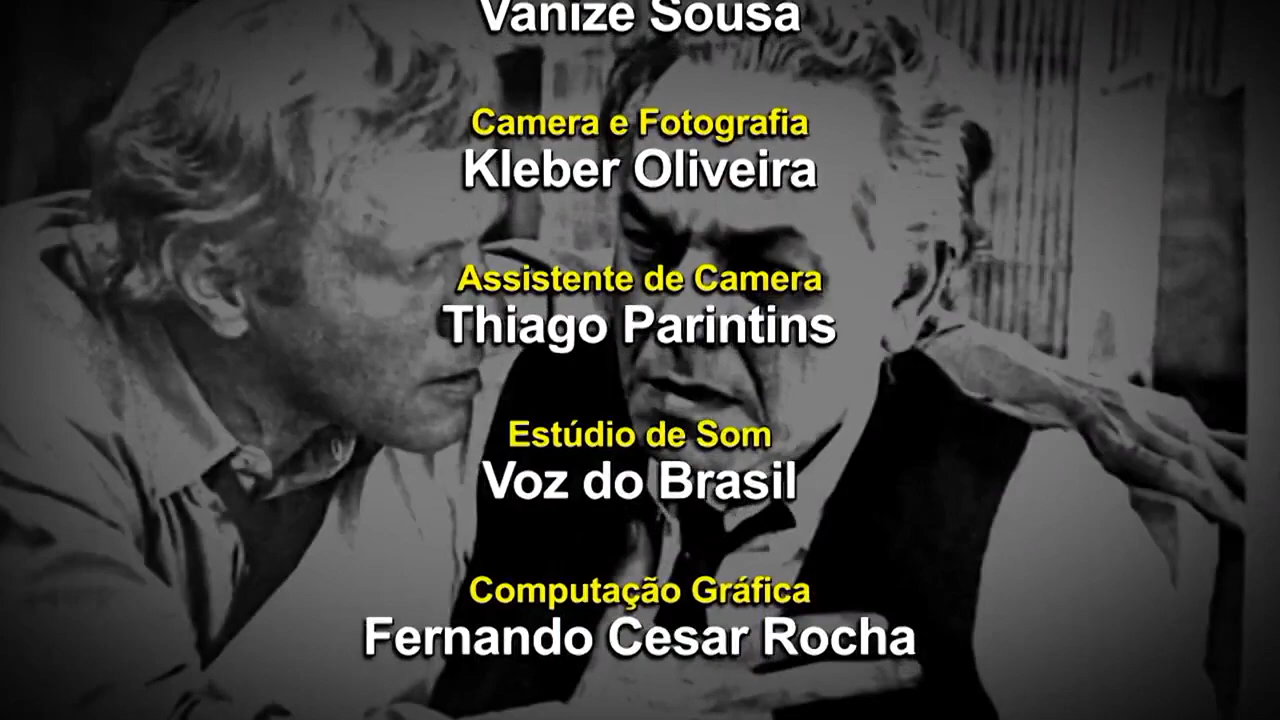 Vanize Sousa
Camera e Fotografia
Kleber Oliveira
Assistente de Camera
Thiago Parintins
Estúdio de Som
Voz do Brasil
Computação Gráfica
Fernando Cesar Rocha